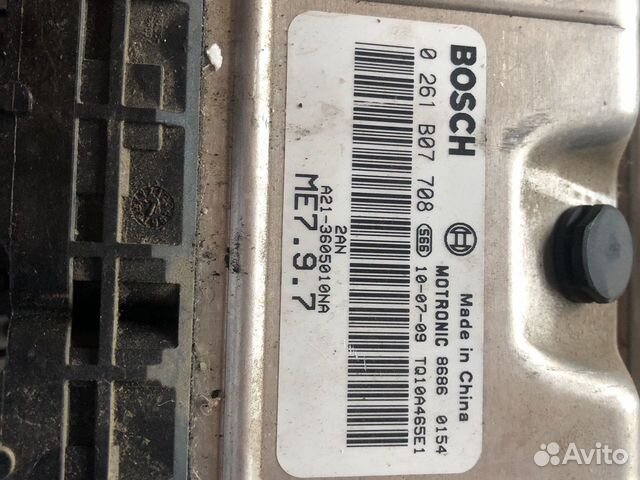 BOSCH
Made in China
0 261 B07 708
MOTRONIC 8686 0154
S66 10-07-09 TQ10A465E1
2AN
A21-3605010NA
ME7.9.7
Avito